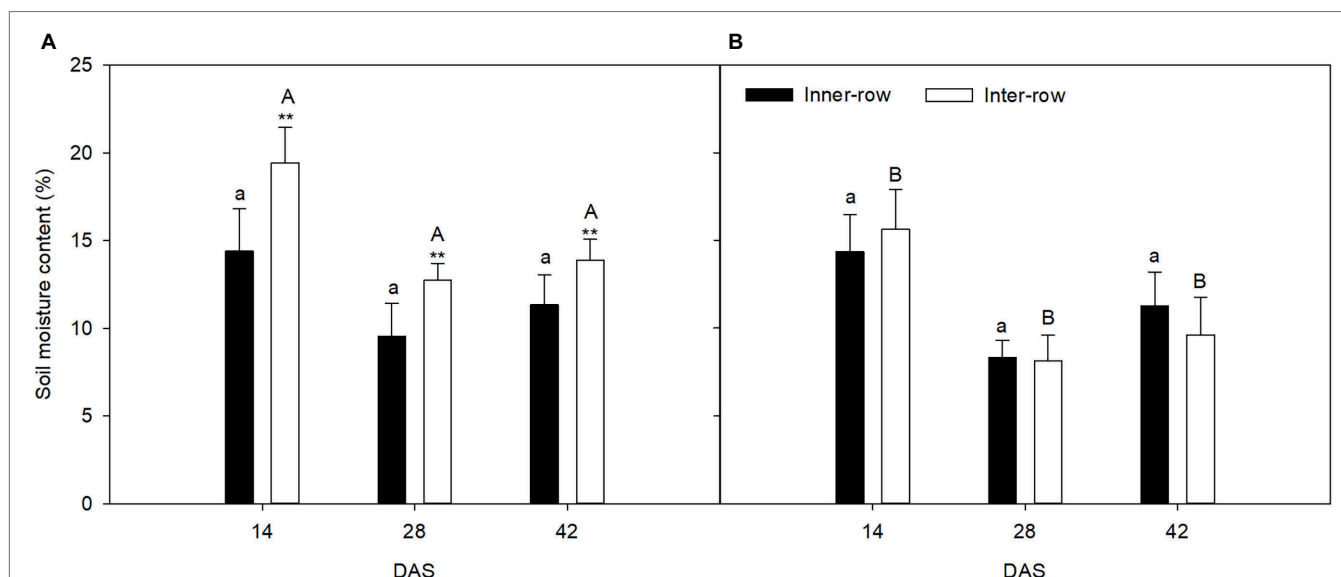 A
B
25
20
15
10
5
0
Soil moisture content (%)
A
**
a
A
**
a
A
**
a
14
28
42
DAS
Inner-row
Inter-row
a
B
a
B
a
B
14
28
42
DAS